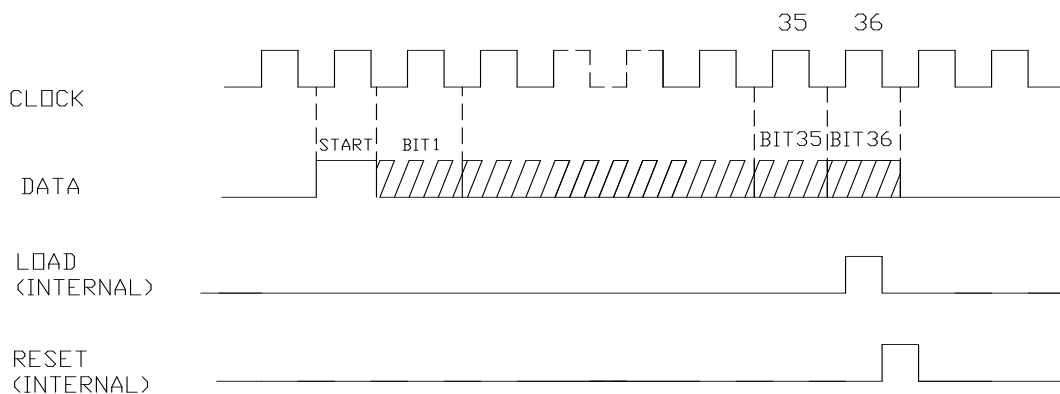 35 36
CLOCK
START BIT1 BIT35 BIT36
DATA
LOAD
(INTERNAL)
RESET
(INTERNAL)